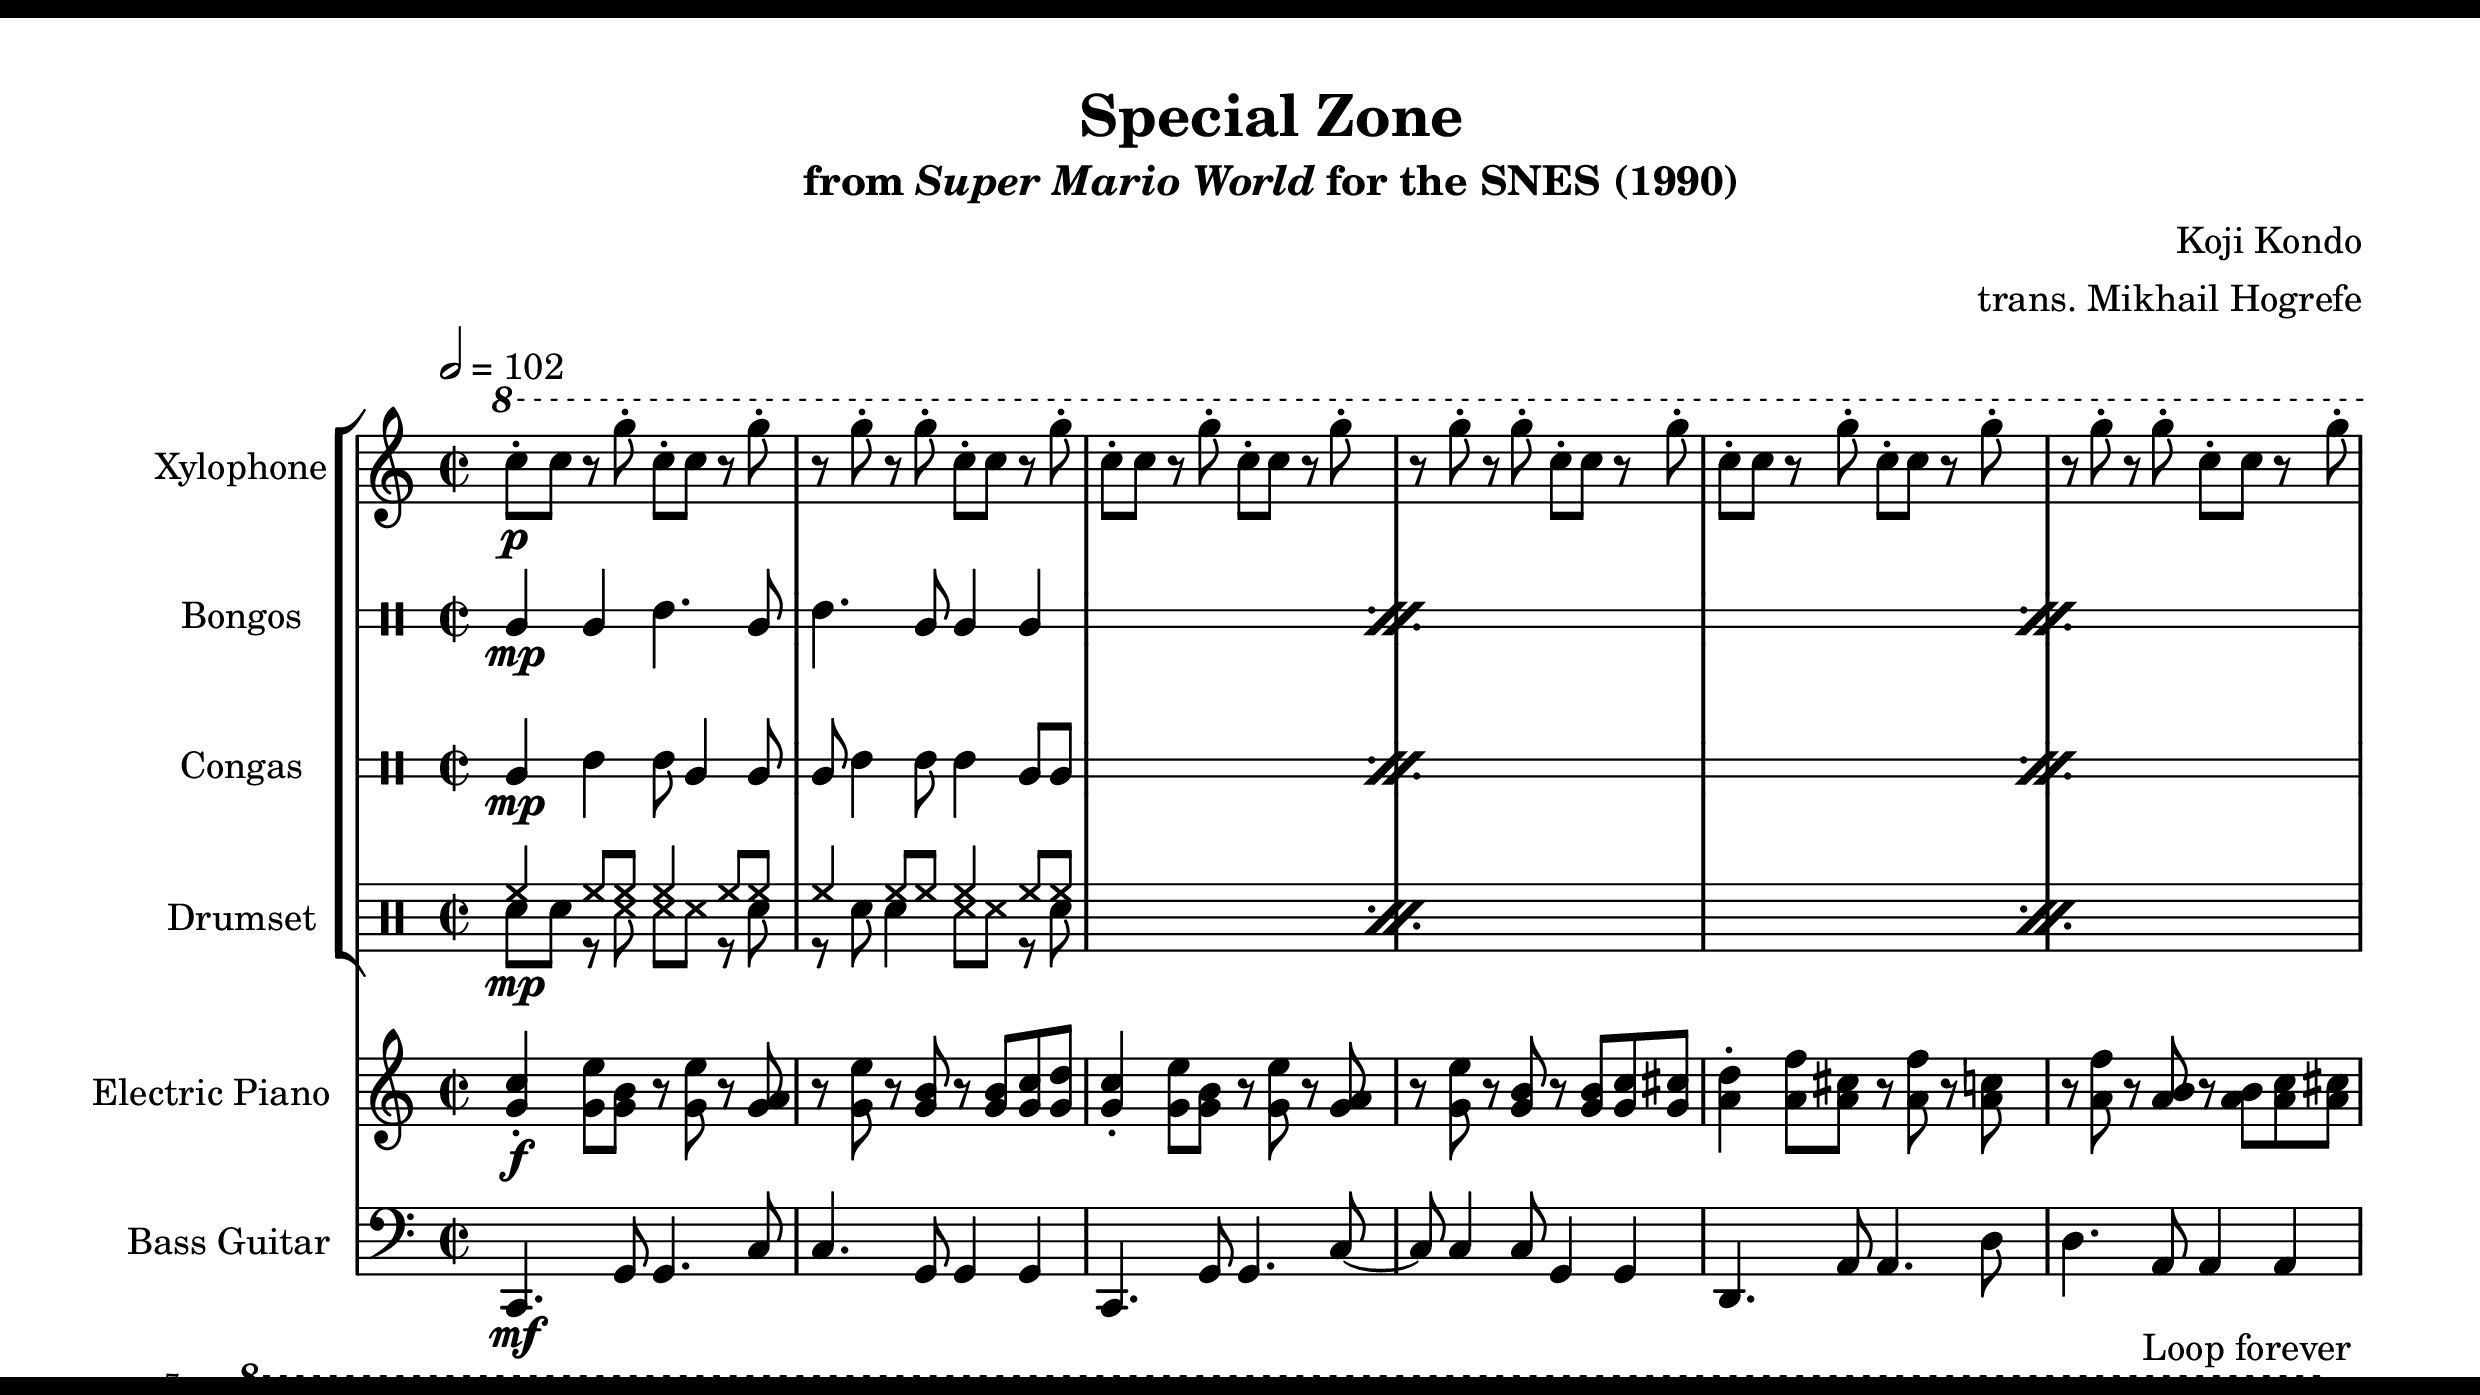 Special Zone
from Super Mario World for the SNES (1990)
Koji Kondo
trans. Mikhail Hogrefe
= 102
8
Xylophone
p
Bongos
mp
Congas
mp
Drumset
mp
Electric Piano
f
Bass Guitar
mf
Loop forever
8